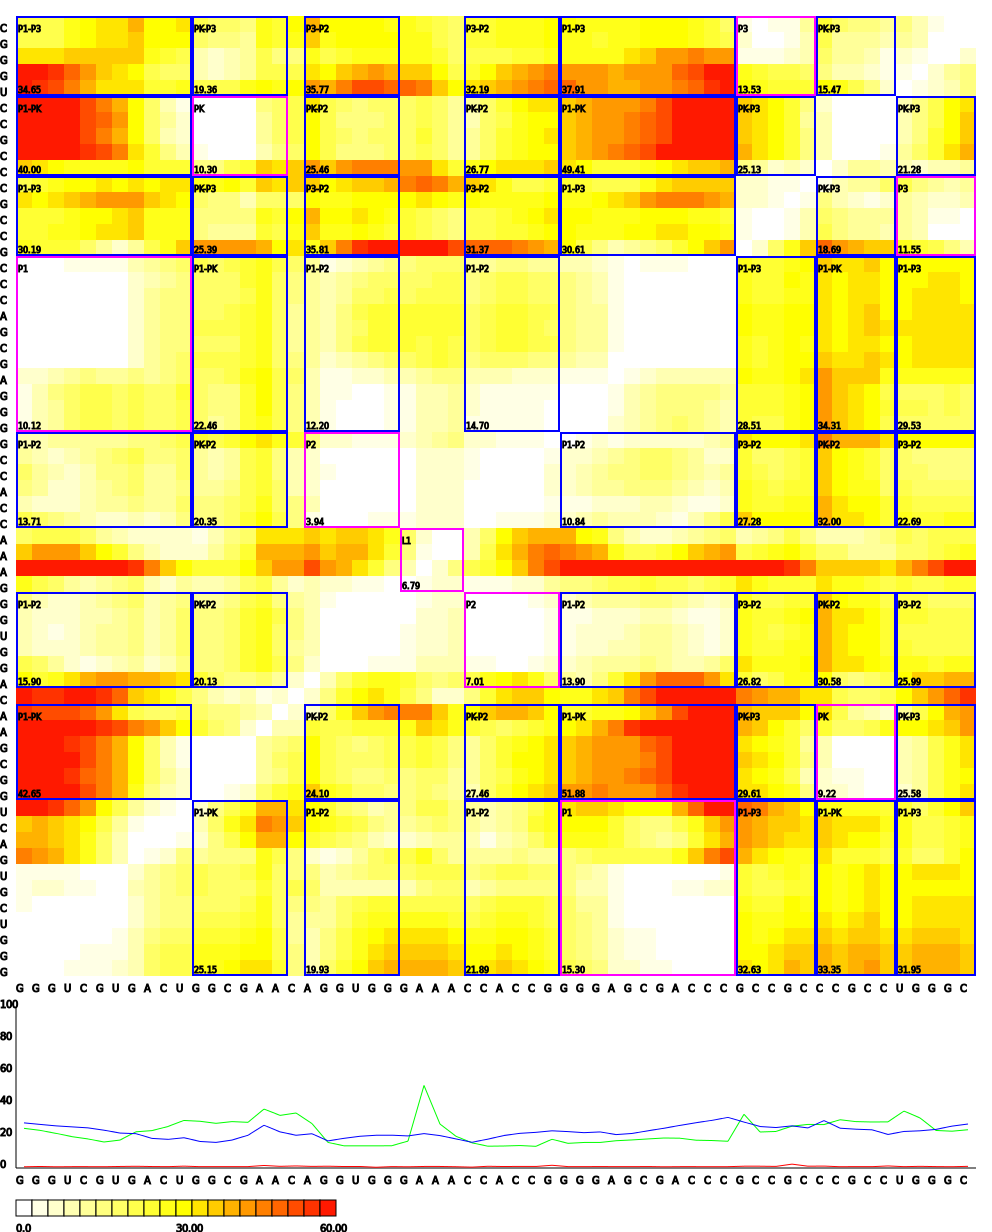 C P1-P3 PK-P3 P3-P2 P3-P2 P1-P3 P3 PK-P3
G
G
G
U 34.65 19.36 35.77 32.19 37.91 13.53 15.47
C P1-PK PK PK-P2 PK-P2 P1-PK PK-P3 PK-P3
C
G
C
C 40.00 10.30 25.46 26.77 49.41 25.13 21.28
C P1-P3 PK-P3 P3-P2 P3-P2 P1-P3 PK-P3 P3
G
C
C
G 30.19 25.39 35.81 31.37 30.61 18.69 11.55
C P1 P1-PK P1-P2 P1-P2 P1-P3 P1-PK P1-P3
C
C
A
G
C
G
A
G
G
G 10.12 22.46 12.20 14.70 28.51 34.31 29.53
G P1-P2 PK-P2 P2 P1-P2 P3-P2 PK-P2 P3-P2
C
C
A
C
C 13.71 20.35 3.94 10.84 27.28 32.00 22.69
A L1
A
A
G 6.79
G P1-P2 PK-P2 P2 P1-P2 P3-P2 PK-P2 P3-P2
G
U
G
G
A 15.90 20.13 7.01 13.90 26.82 30.58 25.99
C
A P1-PK PK-P2 PK-P2 P1-PK PK-P3 PK PK-P3
A
G
C
G
G 42.65 24.10 27.46 51.88 29.61 9.22 25.58
U P1-PK P1-P2 P1-P2 P1 P1-P3 P1-PK P1-P3
C
A
G
U
G
C
U
G
G
G 25.15 19.93 21.89 15.30 32.63 33.35 31.95
G G G U C G U G A C U G G C G A A C A G G U G G G A A A C C A C C G G G G A G C G A C C C G C C G C C C G C C U G G G C
100
80
60
40
20
0
G G G U C G U G A C U G G C G A A C A G G U G G G A A A C C A C C G G G G A G C G A C C C G C C G C C C G C C U G G G C
0.0 30.00 60.00